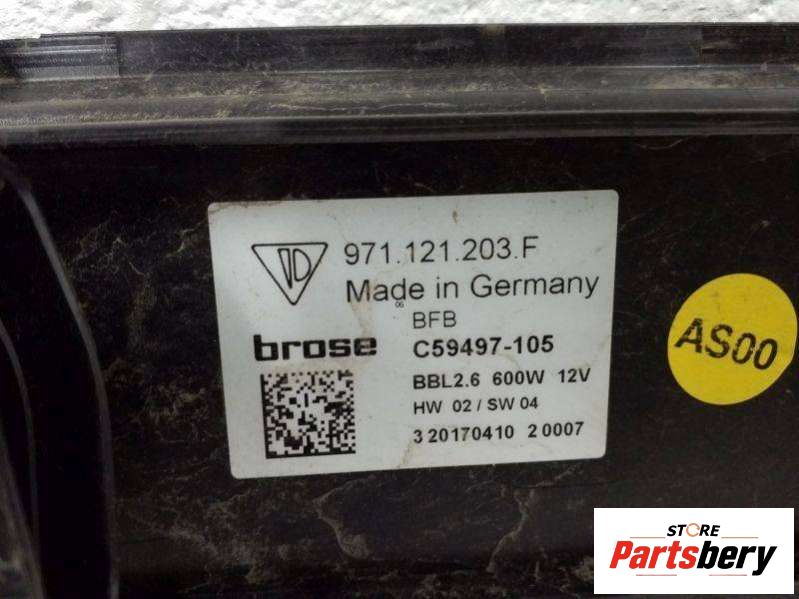 971.121.203.F
Made in Germany
06
BFB
brose C59497-105
BBL2.6 600W 12V
HW 02 / SW 04
3 20170410 2 0007
AS00
STORE
Partsbery